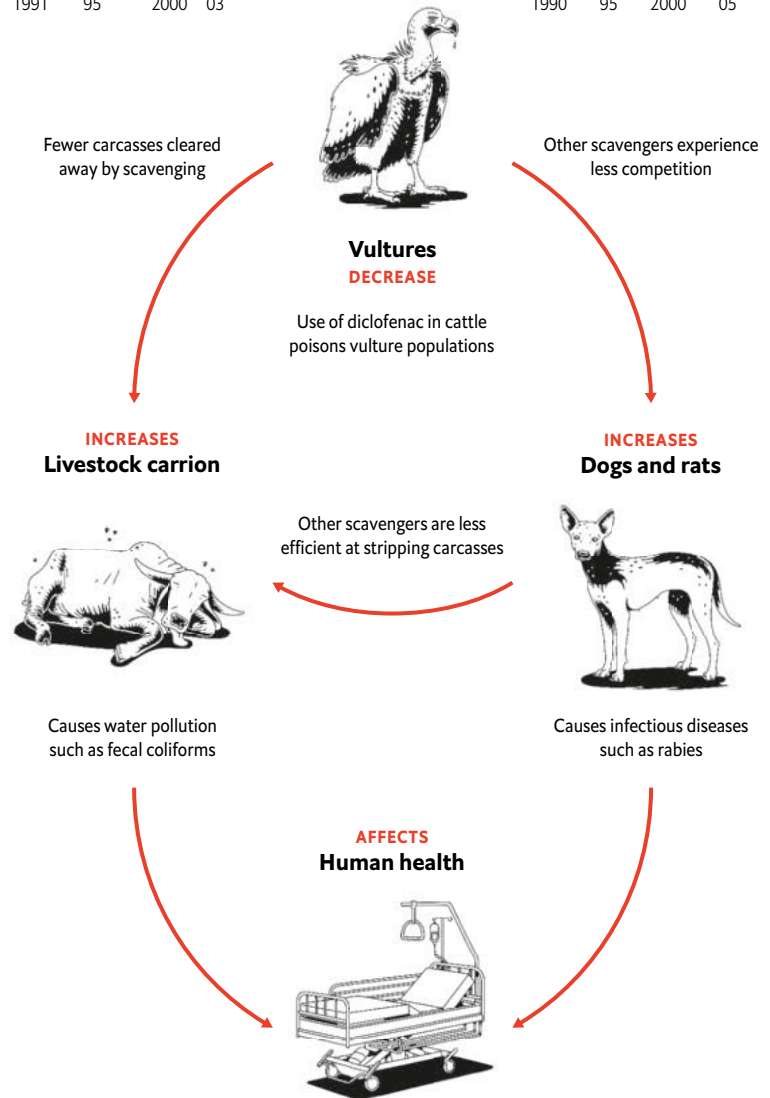 1991 95 2000 03
1990 95 2000 05
Fewer carcasses cleared
away by scavenging
Other scavengers experience
less competition
Vultures
DECREASE
Use of diclofenac in cattle
poisons vulture populations
INCREASES
Livestock carrion
INCREASES
Dogs and rats
Other scavengers are less
efficient at stripping carcasses
Causes water pollution
such as fecal coliforms
Causes infectious diseases
such as rabies
AFFECTS
Human health